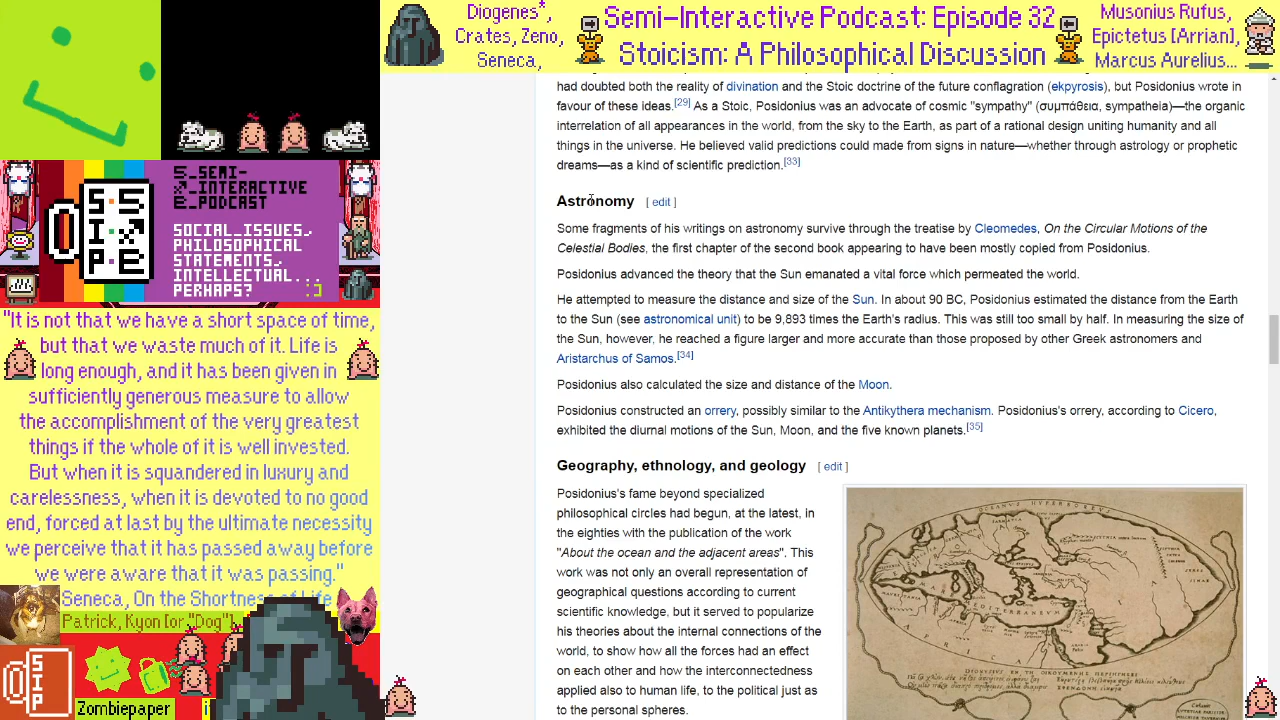 Diogenes*,
Crates, Zeno,
Seneca,
Semi-Interactive Podcast: Episode 32
Stoicism: A Philosophical Discussion
Musonius Rufus,
Epictetus [Arrian],
Marcus Aurelius...
S_SEMI-
_INTERACTIVE
_PODCAST
SOCIAL_ISSUES,
PHILOSOPHICAL
STATEMENTS,
INTELLECTUAL...
PERHAPS? :)
"It is not that we have a short space of time,
but that we waste much of it. Life is
long enough, and it has been given in
sufficiently generous measure to allow
the accomplishment of the very greatest
things if the whole of it is well invested.
But when it is squandered in luxury and
carelessness, when it is devoted to no good
end, forced at last by the ultimate necessity
we perceive that it has passed away before
we were aware that it was passing."
Seneca, On the Shortness of Life
Patrick, Kyon [or "Dog"],
SIP
Zombiepaper
had doubted both the reality of divination and the Stoic doctrine of the future conflagration (ekpyrosis), but Posidonius wrote in
favour of these ideas.[29] As a Stoic, Posidonius was an advocate of cosmic "sympathy" (συμπάθεια, sympatheia)—the organic
interrelation of all appearances in the world, from the sky to the Earth, as part of a rational design uniting humanity and all
things in the universe. He believed valid predictions could made from signs in nature—whether through astrology or prophetic
dreams—as a kind of scientific prediction.[33]
Astronomy [ edit ]
Some fragments of his writings on astronomy survive through the treatise by Cleomedes, On the Circular Motions of the
Celestial Bodies, the first chapter of the second book appearing to have been mostly copied from Posidonius.
Posidonius advanced the theory that the Sun emanated a vital force which permeated the world.
He attempted to measure the distance and size of the Sun. In about 90 BC, Posidonius estimated the distance from the Earth
to the Sun (see astronomical unit) to be 9,893 times the Earth's radius. This was still too small by half. In measuring the size of
the Sun, however, he reached a figure larger and more accurate than those proposed by other Greek astronomers and
Aristarchus of Samos.[34]
Posidonius also calculated the size and distance of the Moon.
Posidonius constructed an orrery, possibly similar to the Antikythera mechanism. Posidonius's orrery, according to Cicero,
exhibited the diurnal motions of the Sun, Moon, and the five known planets.[35]
Geography, ethnology, and geology [ edit ]
Posidonius's fame beyond specialized
philosophical circles had begun, at the latest, in
the eighties with the publication of the work
"About the ocean and the adjacent areas". This
work was not only an overall representation of
geographical questions according to current
scientific knowledge, but it served to popularize
his theories about the internal connections of the
world, to show how all the forces had an effect
on each other and how the interconnectedness
applied also to human life, to the political just as
to the personal spheres.